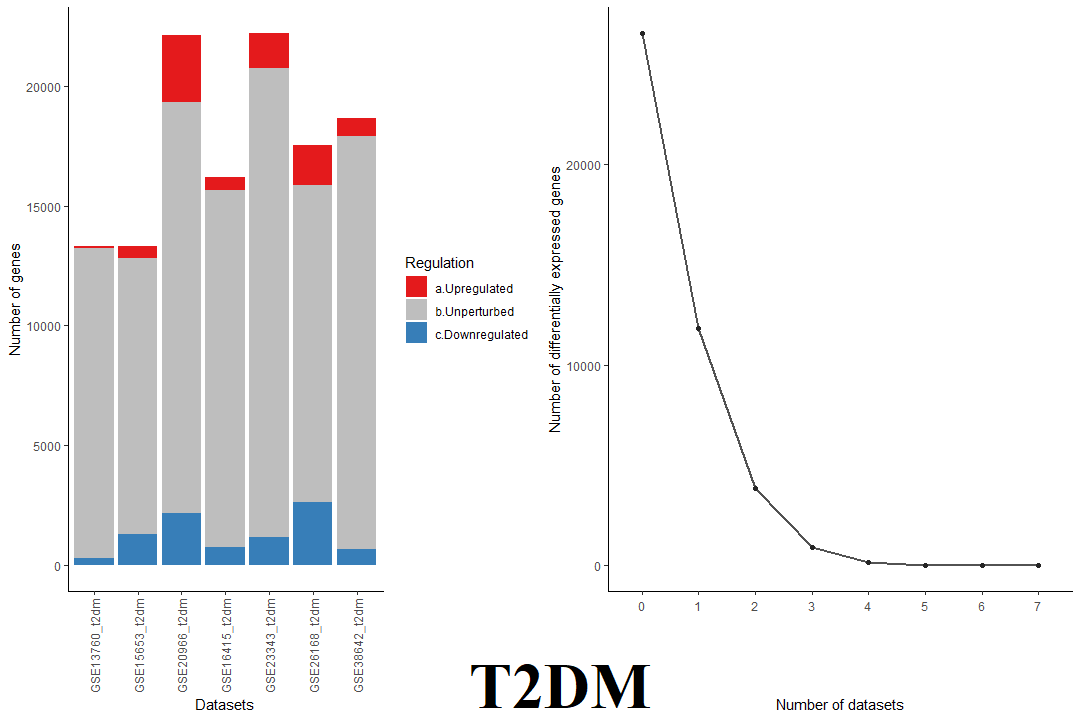 Number of genes
20000
15000
10000
5000
0
GSE13760_t2dm
GSE15653_t2dm
GSE20966_t2dm
GSE16415_t2dm
GSE23343_t2dm
GSE26168_t2dm
GSE38642_t2dm
Datasets
Regulation
a.Upregulated
b.Unperturbed
c.Downregulated
Number of differentially expressed genes
20000
10000
0
0 1 2 3 4 5 6 7
Number of datasets
T2DM